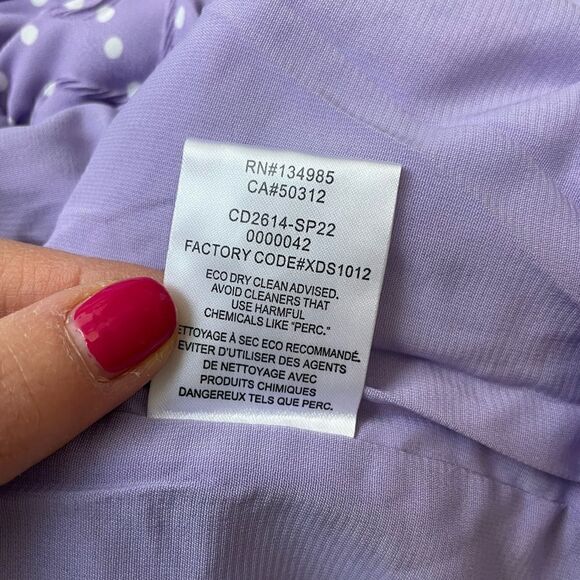 RN#134985
CA#50312
CD2614-SP22
0000042
FACTORY CODE#XDS1012
ECO DRY CLEAN ADVISED.
AVOID CLEANERS THAT
USE HARMFUL
CHEMICALS LIKE "PERC."
ETTOYAGE À SEC ECO RECOMMANDÉ.
EVITER D'UTILISER DES AGENTS
DE NETTOYAGE AVEC
PRODUITS CHIMIQUES
DANGEREUX TELS QUE PERC.